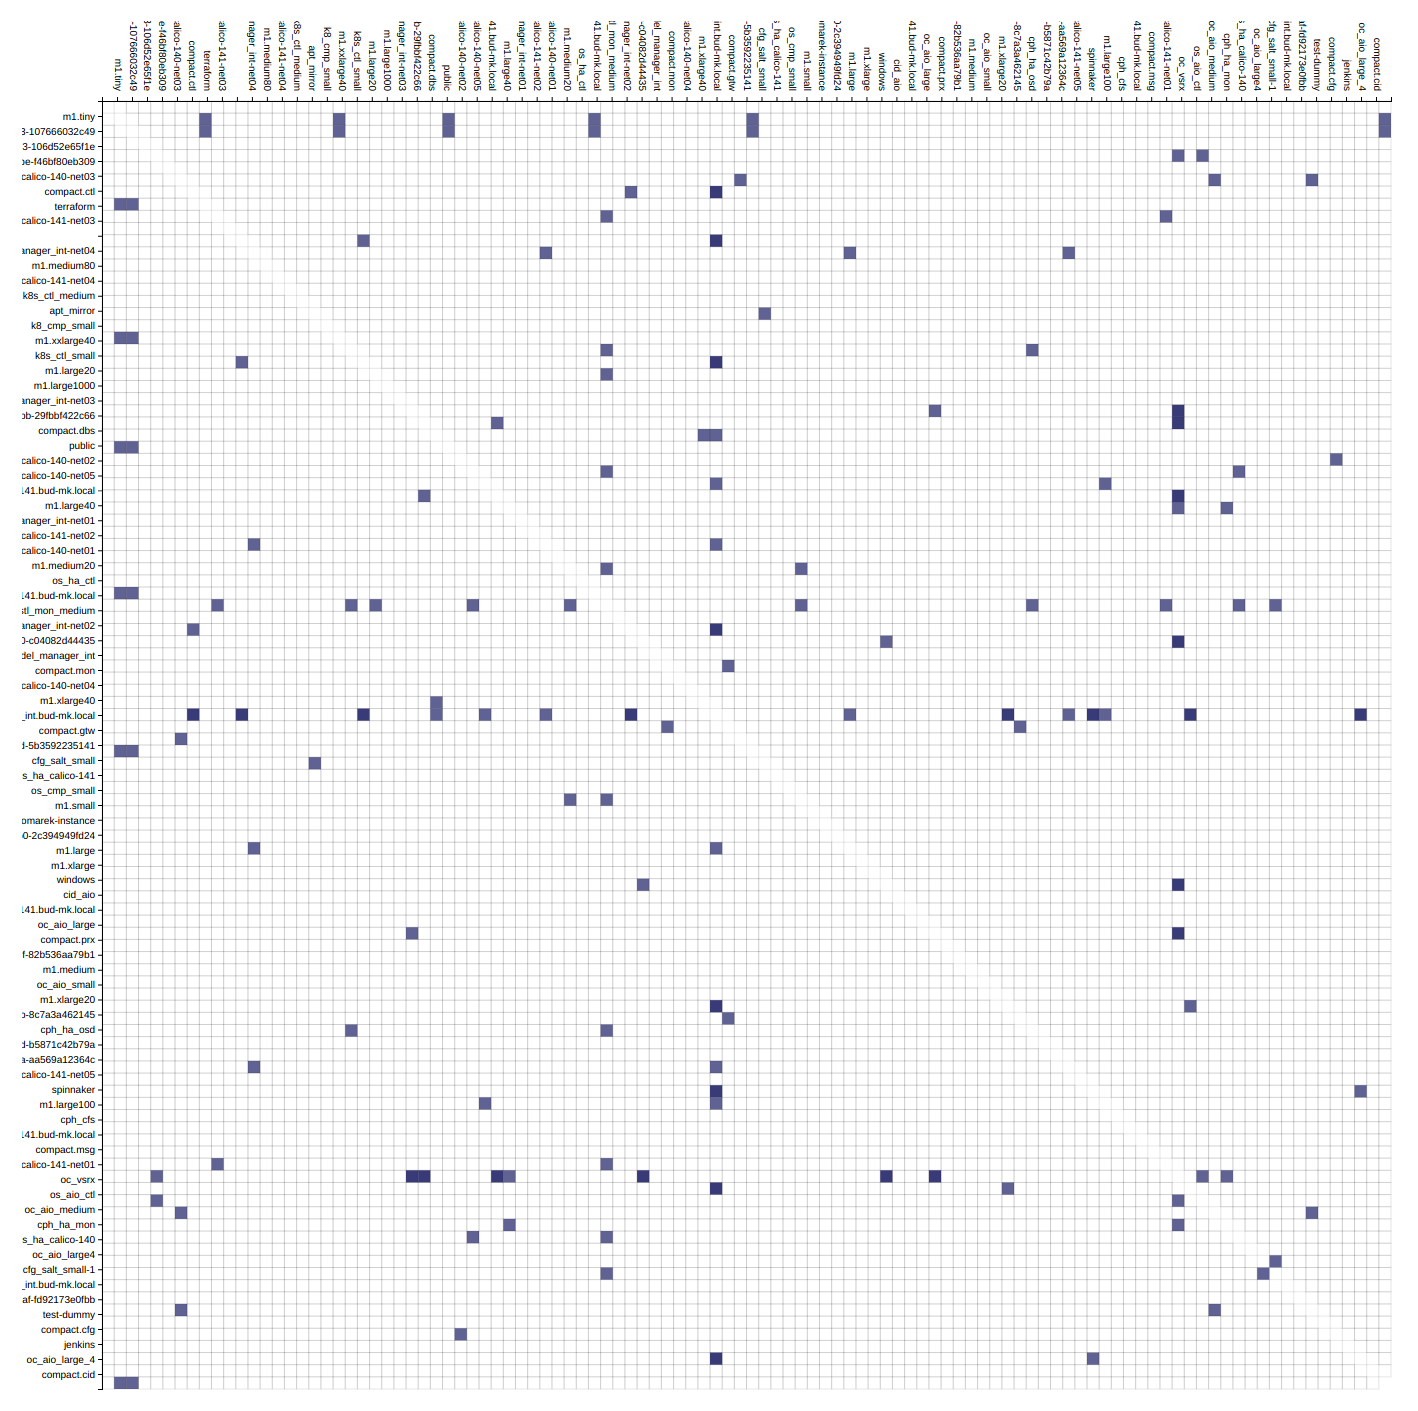 m1.tiny
-107666032c49
3-106d52e65f1e
e-f46bf80eb309
alico-140-net03
compact.ctl
terraform
alico-141-net03
nager_int-net04
m1.medium80
alico-141-net04
k8s_ctl_medium
apt_mirror
k8_cmp_small
m1.xxlarge40
k8s_ctl_small
m1.large20
m1.large1000
nager_int-net03
b-29fbbf422c66
compact.dbs
public
alico-140-net02
alico-140-net05
41.bud-mk.local
m1.large40
nager_int-net01
alico-141-net02
alico-140-net01
m1.medium20
os_ha_ctl
41.bud-mk.local
tl_mon_medium
nager_int-net02
-c04082d44435
lel_manager_int
compact.mon
alico-140-net04
m1.xlarge40
int.bud-mk.local
compact.gtw
-5b3592235141
cfg_salt_small
s_ha_calico-141
os_cmp_small
m1.small
marek-instance
0-2c394949fd24
m1.large
m1.xlarge
windows
cid_aio
41.bud-mk.local
oc_aio_large
compact.prx
-82b536aa79b1
m1.medium
oc_aio_small
m1.xlarge20
-8c7a3a462145
cph_ha_osd
-b5871c42b79a
-aa569a12364c
alico-141-net05
spinnaker
m1.large100
cph_cfs
41.bud-mk.local
compact.msg
alico-141-net01
oc_vsrx
os_aio_ctl
oc_aio_medium
cph_ha_mon
s_ha_calico-140
oc_aio_large4
cfg_salt_small-1
int.bud-mk.local
af-fd92173e0fbb
test-dummy
compact.cfg
jenkins
oc_aio_large_4
compact.cid
m1.tiny
3-107666032c49
3-106d52e65f1e
be-f46bf80eb309
calico-140-net03
compact.ctl
terraform
calico-141-net03
anager_int-net04
m1.medium80
calico-141-net04
k8s_ctl_medium
apt_mirror
k8_cmp_small
m1.xxlarge40
k8s_ctl_small
m1.large20
m1.large1000
anager_int-net03
bb-29fbbf422c66
compact.dbs
public
calico-140-net02
calico-140-net05
141.bud-mk.local
m1.large40
anager_int-net01
calico-141-net02
calico-140-net01
m1.medium20
os_ha_ctl
141.bud-mk.local
tl_mon_medium
anager_int-net02
0-c04082d44435
del_manager_int
compact.mon
calico-140-net04
m1.xlarge40
_int.bud-mk.local
compact.gtw
d-5b3592235141
cfg_salt_small
s_ha_calico-141
os_cmp_small
m1.small
omarek-instance
00-2c394949fd24
m1.large
m1.xlarge
windows
cid_aio
141.bud-mk.local
oc_aio_large
compact.prx
f-82b536aa79b1
m1.medium
oc_aio_small
m1.xlarge20
-8c7a3a462145
cph_ha_osd
d-b5871c42b79a
a-aa569a12364c
calico-141-net05
spinnaker
m1.large100
cph_cfs
141.bud-mk.local
compact.msg
calico-141-net01
oc_vsrx
os_aio_ctl
oc_aio_medium
cph_ha_mon
s_ha_calico-140
oc_aio_large4
cfg_salt_small-1
_int.bud-mk.local
af-fd92173e0fbb
test-dummy
compact.cfg
jenkins
oc_aio_large_4
compact.cid